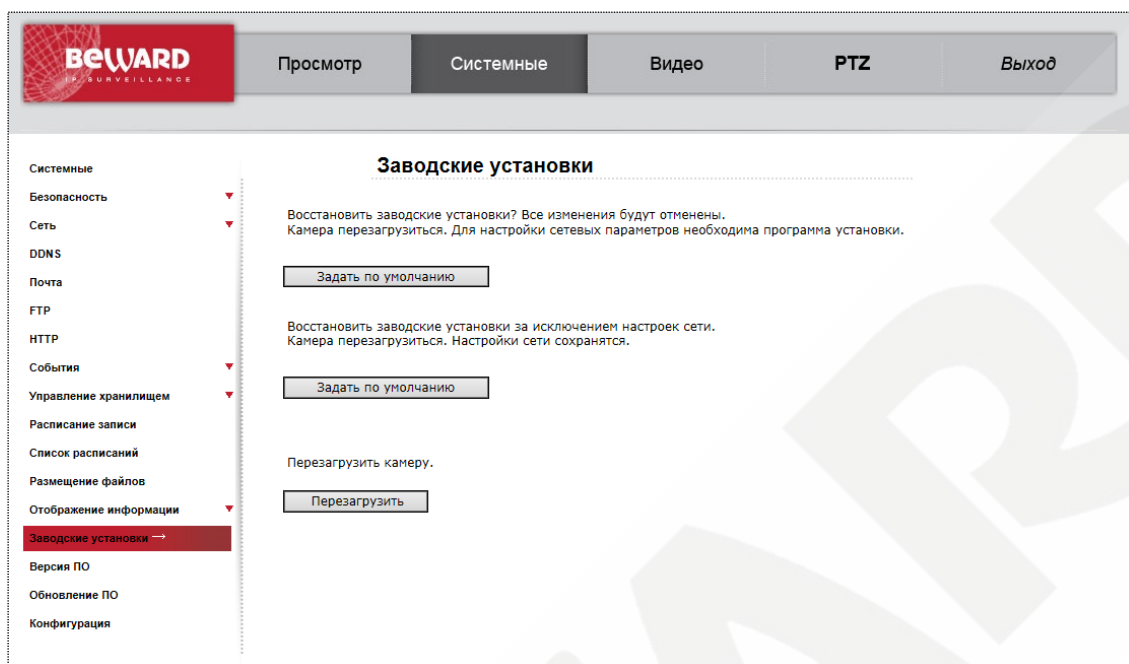 BEWARD
IP SURVEILLANCE
Просмотр
Системные
Видео
PTZ
Выход
Системные
Безопасность
Сеть
DDNS
Почта
FTP
HTTP
События
Управление хранилищем
Расписание записи
Список расписаний
Размещение файлов
Отображение информации
Заводские установки →
Версия ПО
Обновление ПО
Конфигурация
Заводские установки
Восстановить заводские установки? Все изменения будут отменены.
Камера перезагрузиться. Для настройки сетевых параметров необходима программа установки.
Задать по умолчанию
Восстановить заводские установки за исключением настроек сети.
Камера перезагрузиться. Настройки сети сохранятся.
Задать по умолчанию
Перезагрузить камеру.
Перезагрузить